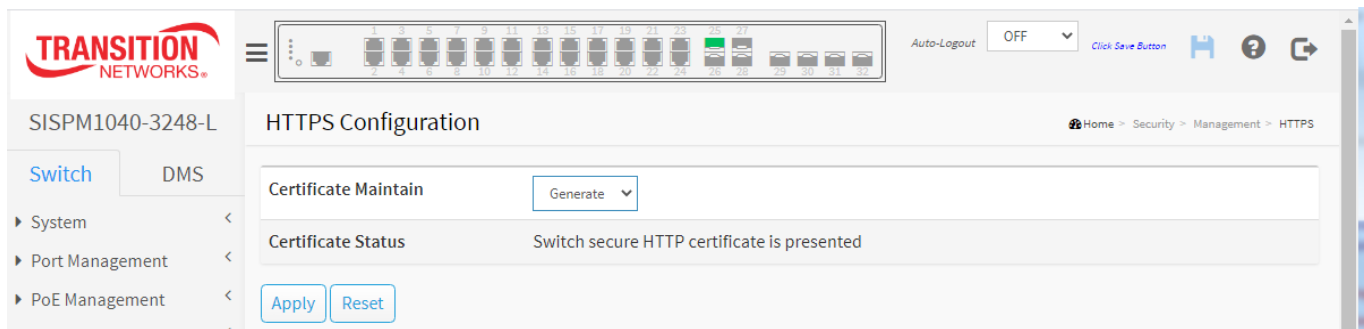 TRANSITION
NETWORKS®
1 3 5 7 9 11 13 15 17 19 21 23 25 27
2 4 6 8 10 12 14 16 18 20 22 24 26 28 29 30 31 32
Auto-Logout OFF Click Save Button
SISPM1040-3248-L
HTTPS Configuration
Home > Security > Management > HTTPS
Switch DMS
Certificate Maintain Generate
System
Certificate Status Switch secure HTTP certificate is presented
Port Management
PoE Management
Apply Reset